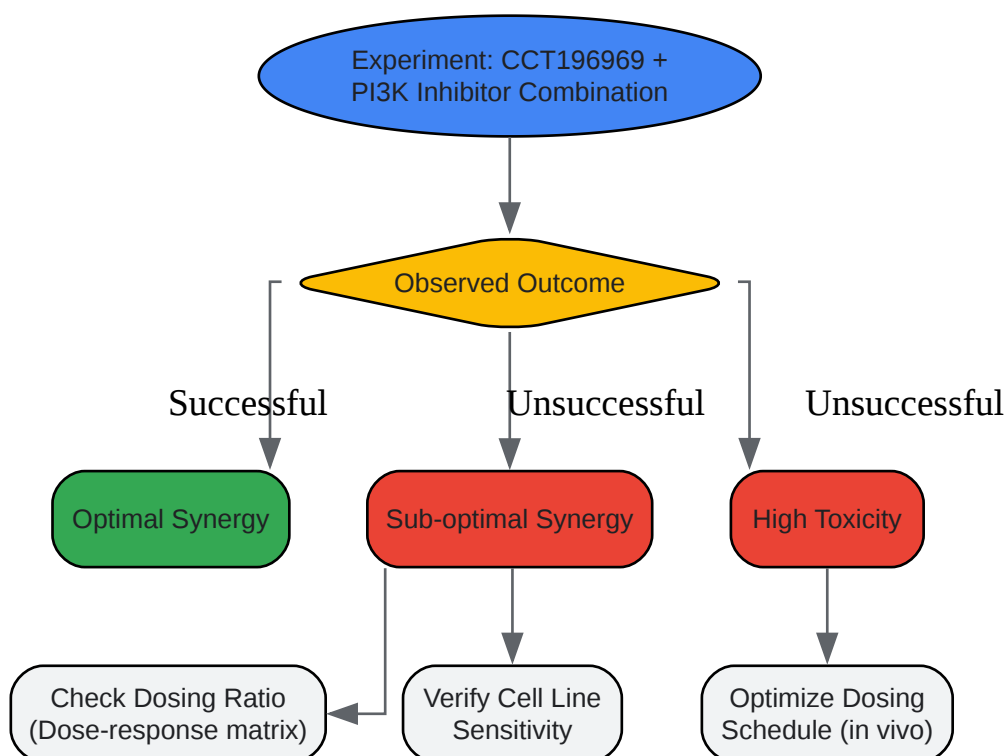 Experiment: CCT196969 +
PI3K Inhibitor Combination
Observed Outcome
Successful
Unsuccessful
Unsuccessful
Optimal Synergy
Sub-optimal Synergy
High Toxicity
Check Dosing Ratio
(Dose-response matrix)
Verify Cell Line
Sensitivity
Optimize Dosing
Schedule (in vivo)